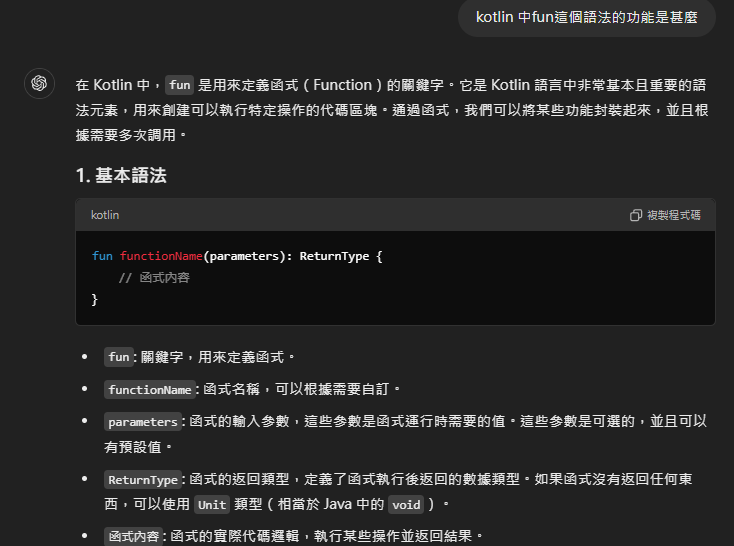 kotlin 中fun這個語法的功能是甚麼
在 Kotlin 中，fun 是用來定義函式（Function）的關鍵字。它是 Kotlin 語言中非常基本且重要的語
法元素，用來創建可以執行特定操作的代碼區塊。通過函式，我們可以將某些功能封裝起來，並且根
據需要多次調用。
1. 基本語法
kotlin
複製程式碼
fun functionName(parameters): ReturnType {
// 函式內容
}
• fun: 關鍵字，用來定義函式。
• functionName: 函式名稱，可以根據需要自訂。
• parameters: 函式的輸入參數，這些參數是函式運行時需要的值。這些參數是可選的，並且可以
有預設值。
• ReturnType: 函式的返回類型，定義了函式執行後返回的數據類型。如果函式沒有返回任何東
西，可以使用 Unit 類型（相當於 Java 中的 void ）。
• 函式內容: 函式的實際代碼邏輯，執行某些操作並返回結果。